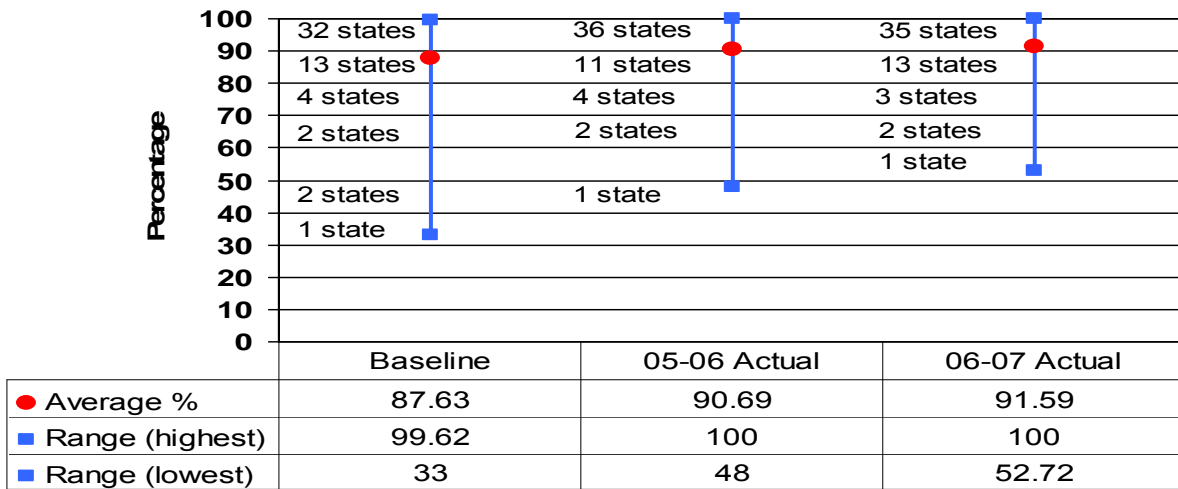 Percentage
100
90
80
70
60
50
40
30
20
10
0
32 states 36 states 35 states
13 states 11 states 13 states
4 states 4 states 3 states
2 states 2 states 2 states
1 state
2 states 1 state
1 state
Baseline 05-06 Actual 06-07 Actual
Average % 87.63 90.69 91.59
Range (highest) 99.62 100 100
Range (lowest) 33 48 52.72